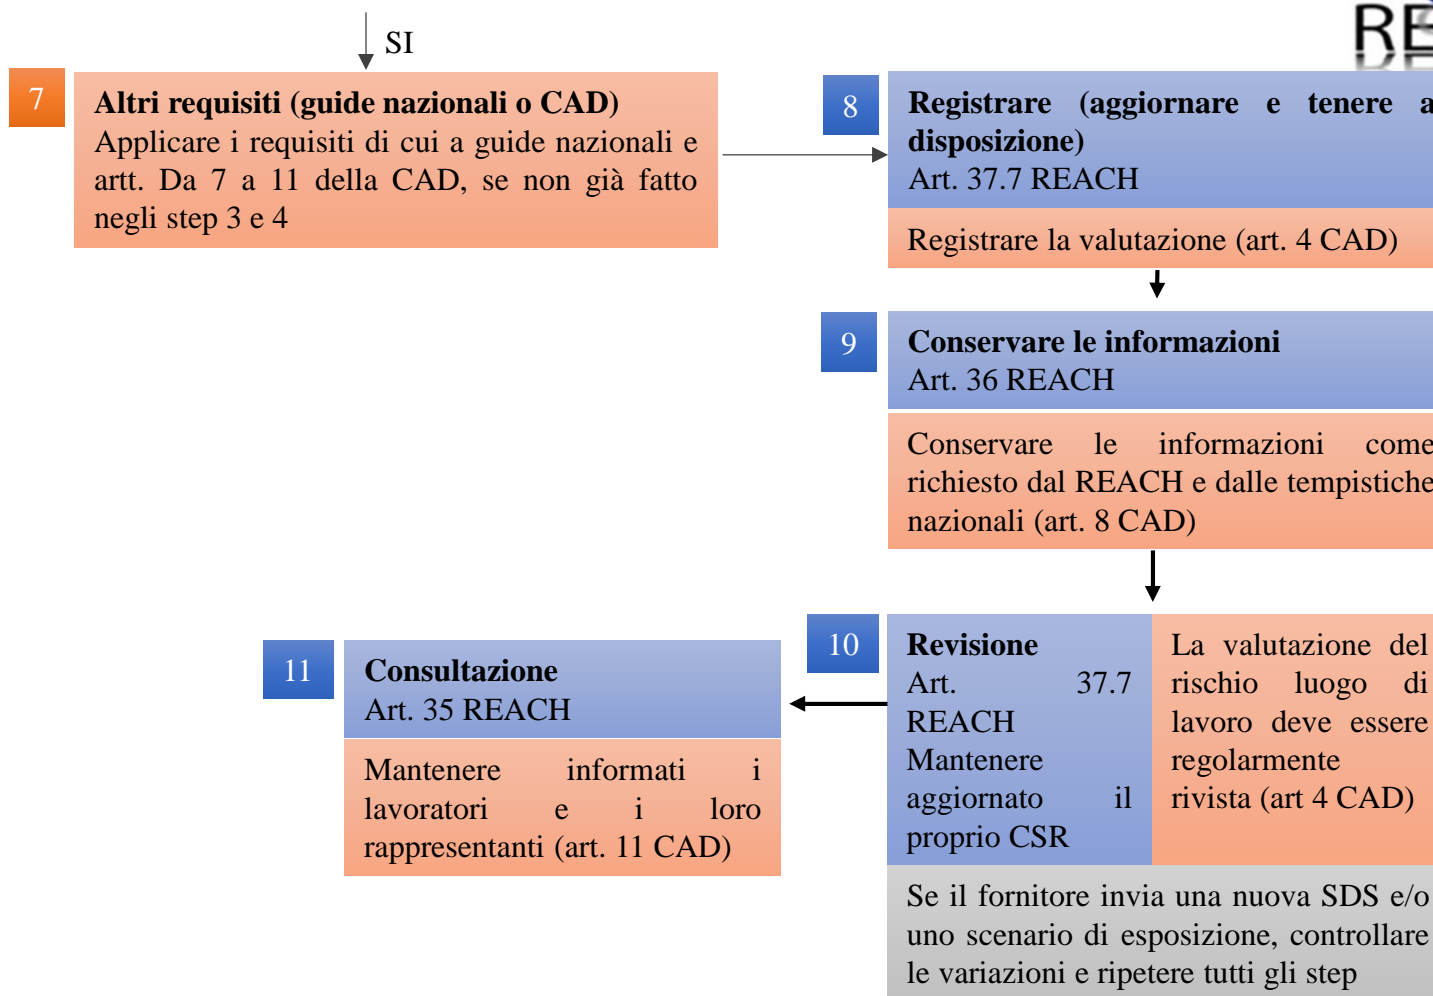 SI
RE
7
Altri requisiti (guide nazionali o CAD)
Applicare i requisiti di cui a guide nazionali e
artt. Da 7 a 11 della CAD, se non già fatto
negli step 3 e 4
8
Registrare (aggiornare e tenere a
disposizione)
Art. 37.7 REACH
Registrare la valutazione (art. 4 CAD)
9
Conservare le informazioni
Art. 36 REACH
Conservare le informazioni come
richiesto dal REACH e dalle tempistiche
nazionali (art. 8 CAD)
10
Revisione
Art. 37.7
REACH
Mantenere
aggiornato il
proprio CSR
La valutazione del
rischio luogo di
lavoro deve essere
regolarmente
rivista (art 4 CAD)
Se il fornitore invia una nuova SDS e/o
uno scenario di esposizione, controllare
le variazioni e ripetere tutti gli step
11
Consultazione
Art. 35 REACH
Mantenere informati i
lavoratori e i loro
rappresentanti (art. 11 CAD)